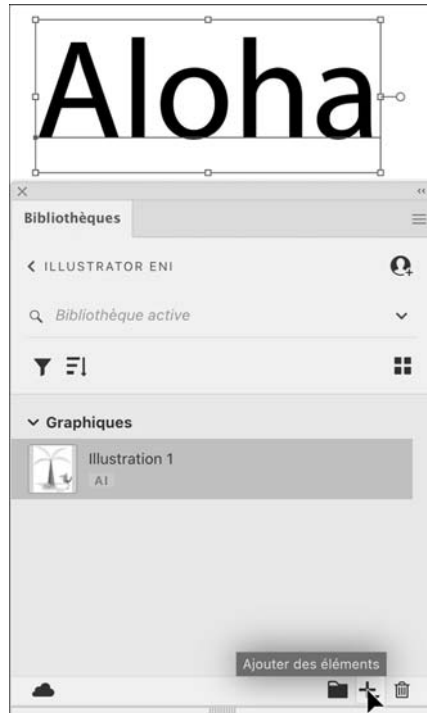 Aloha
Bibliothèques
ILLUSTRATOR ENI
Bibliothèque active
Graphiques
Illustration 1
AI
Ajouter des éléments